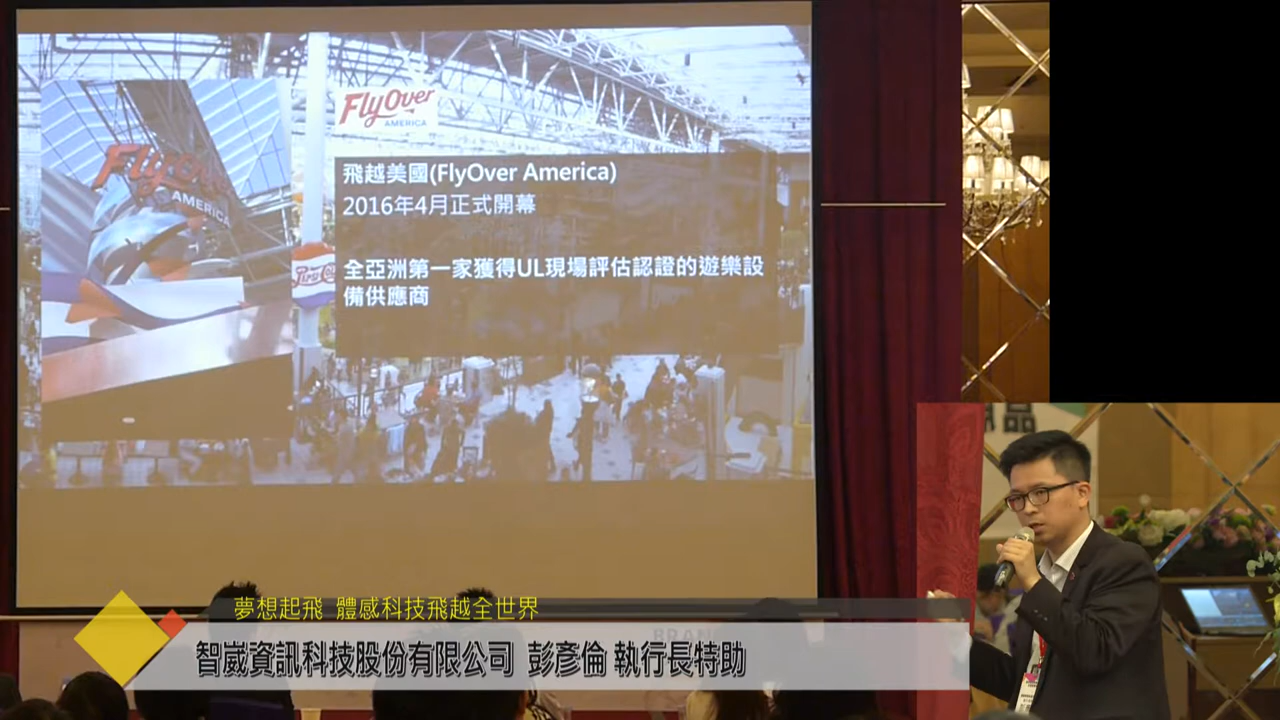 FlyOver
AMERICA
FlyOver
AMERICA
飛越美國(FlyOver America)
2016年4月正式開幕
全亞洲第一家獲得UL現場評估認證的遊樂設
備供應商
品
夢想起飛 體感科技飛越全世界
智崴資訊科技股份有限公司 彭彥倫 執行長特助